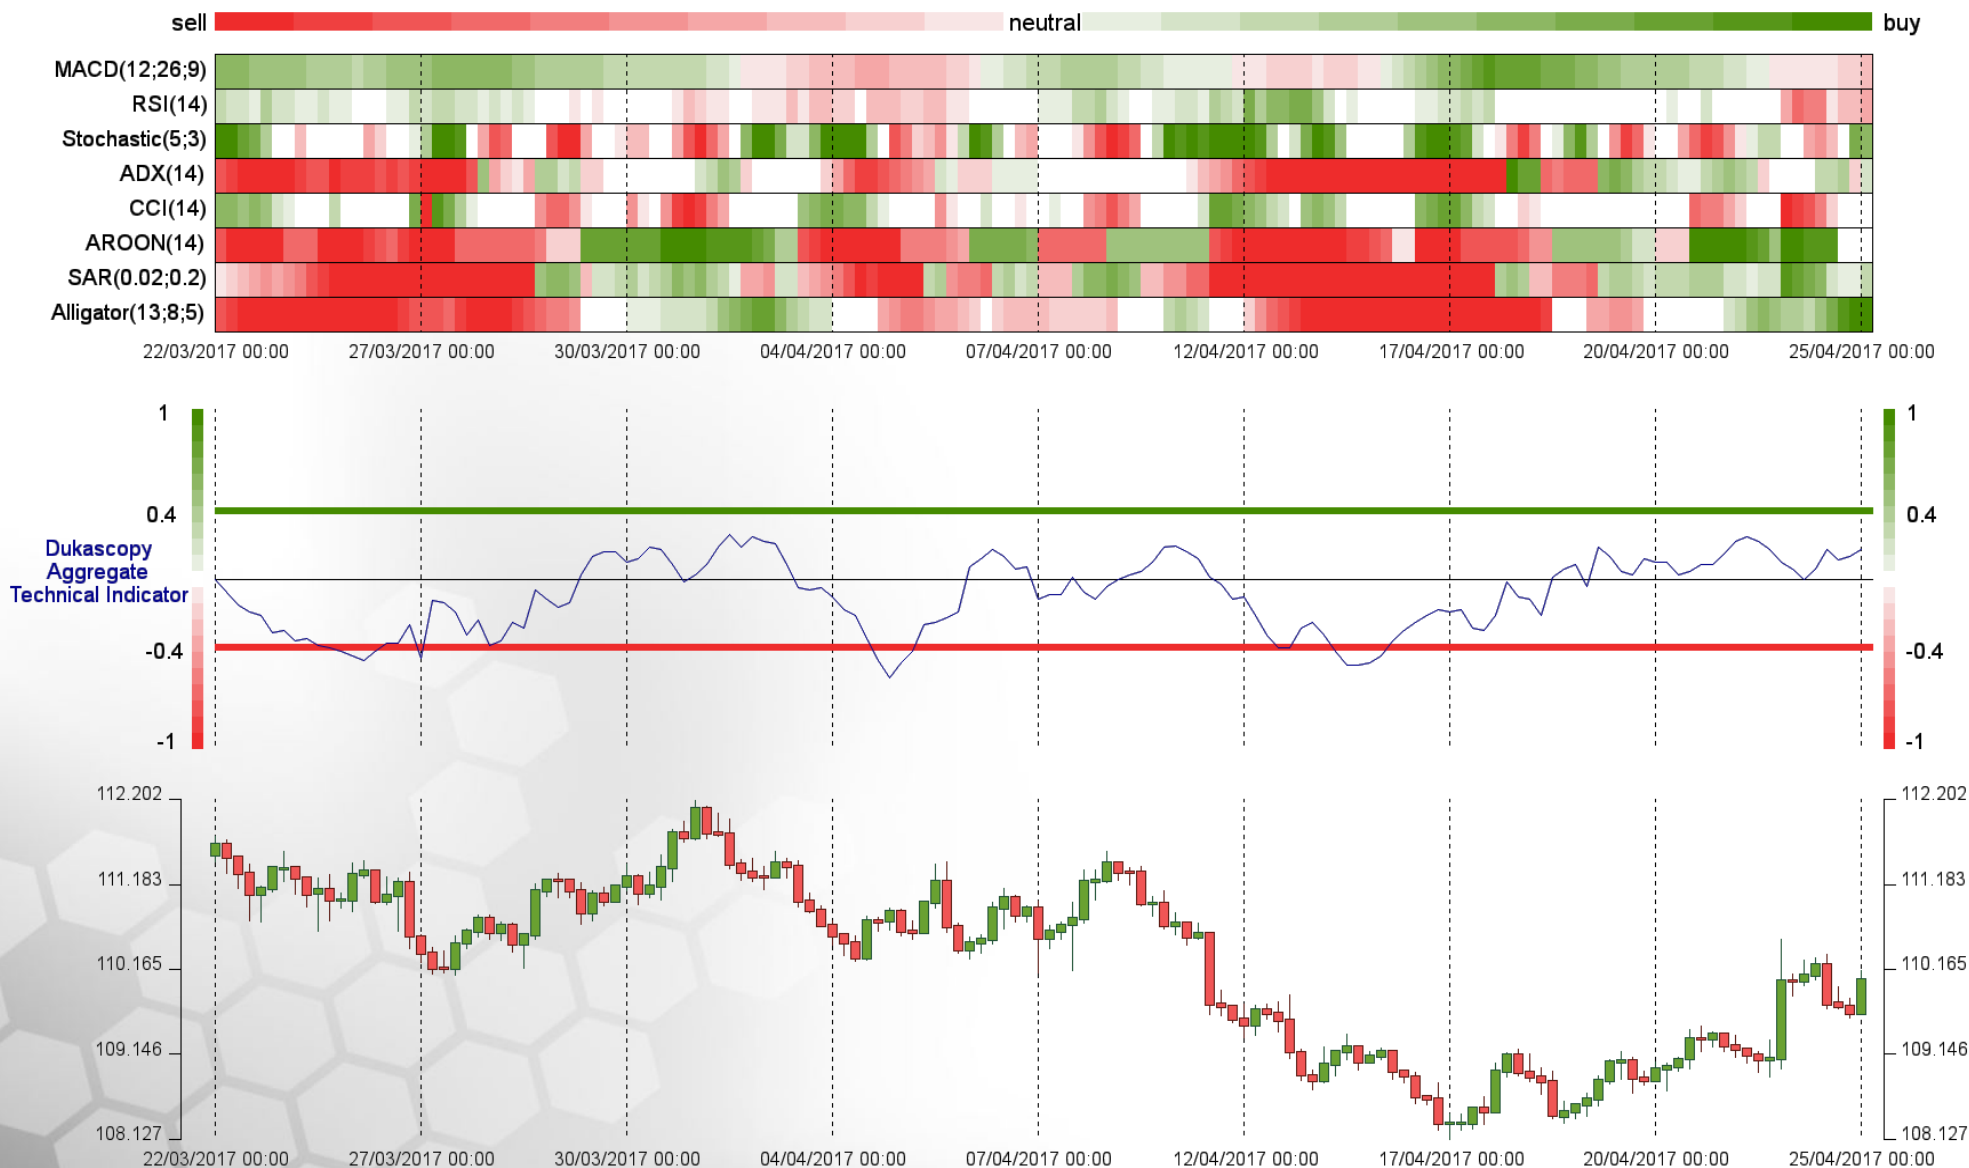 sell neutral buy
MACD(12;26;9)
RSI(14)
Stochastic(5;3)
ADX(14)
CCI(14)
AROON(14)
SAR(0.02;0.2)
Alligator(13;8;5)
22/03/2017 00:00 27/03/2017 00:00 30/03/2017 00:00 04/04/2017 00:00 07/04/2017 00:00 12/04/2017 00:00 17/04/2017 00:00 20/04/2017 00:00 25/04/2017 00:00
1 1
0.4 0.4
Dukascopy
Aggregate
Technical Indicator
-0.4 -0.4
-1 -1
112.202 112.202
111.183 111.183
110.165 110.165
109.146 109.146
108.127 108.127
22/03/2017 00:00 27/03/2017 00:00 30/03/2017 00:00 04/04/2017 00:00 07/04/2017 00:00 12/04/2017 00:00 17/04/2017 00:00 20/04/2017 00:00 25/04/2017 00:00